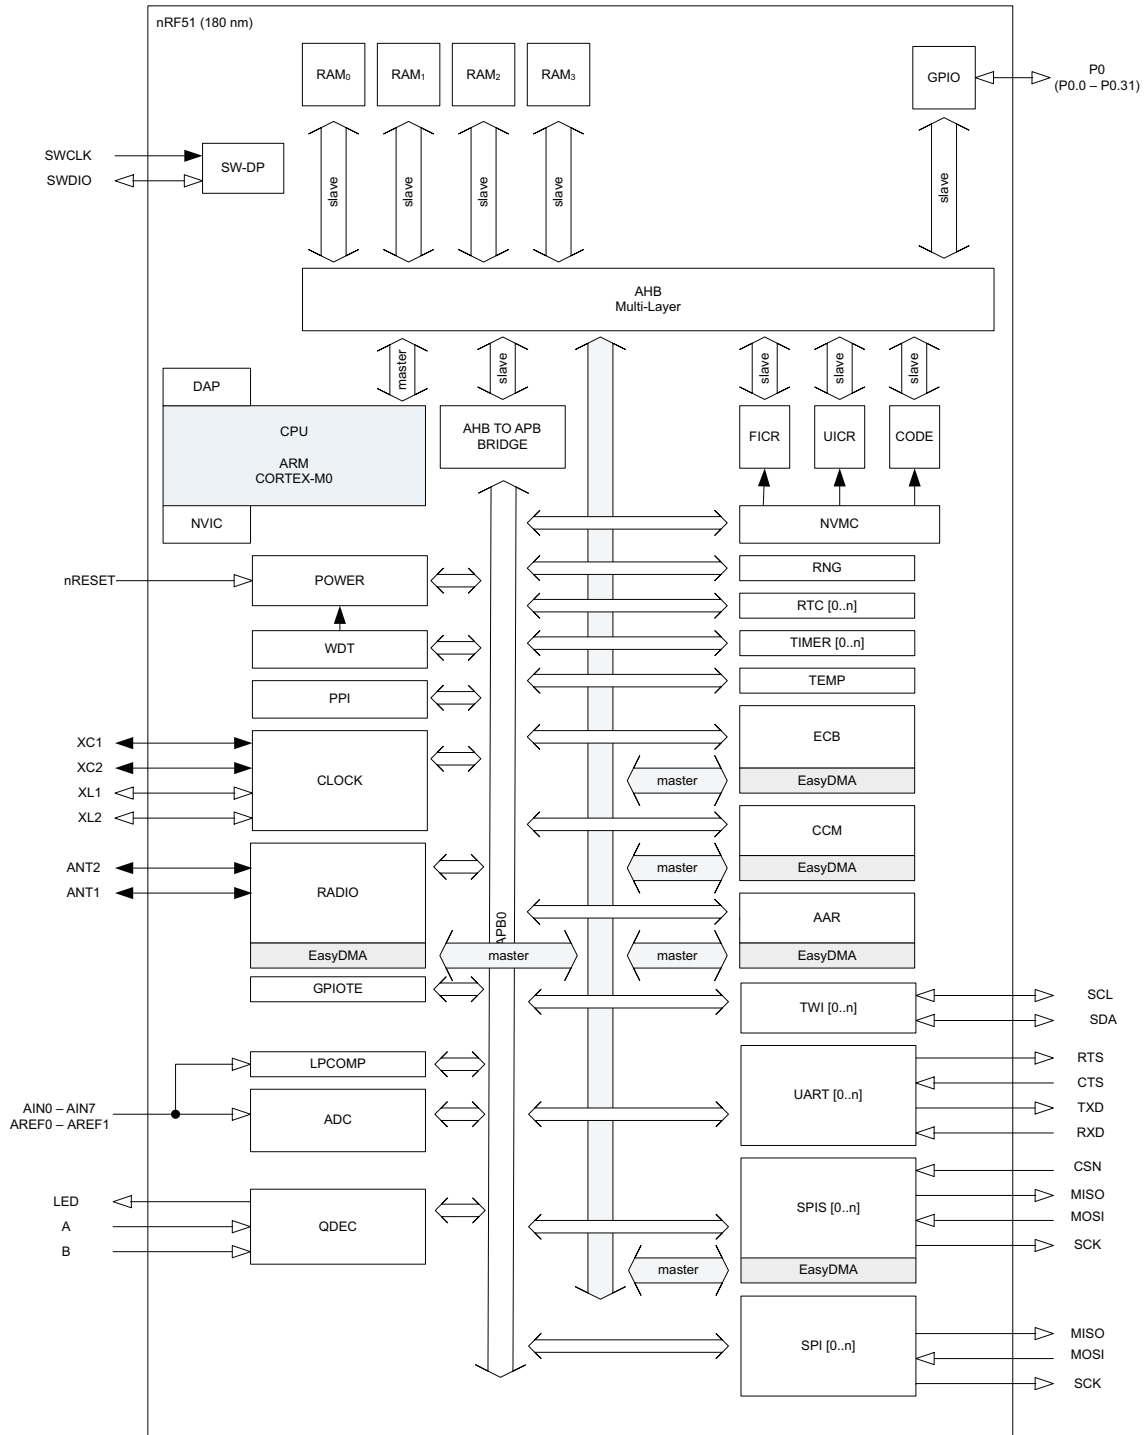 nRF51 (180 nm)
RAM₀
RAM₁
RAM₂
RAM₃
GPIO
P0
(P0.0 – P0.31)
SWCLK
SWDIO
SW-DP
slave
slave
slave
slave
slave
AHB
Multi-Layer
master
slave
slave
slave
slave
DAP
CPU
ARM
CORTEX-M0
NVIC
AHB TO APB
BRIDGE
FICR
UICR
CODE
NVMC
nRESET
POWER
RNG
RTC [0..n]
WDT
TIMER [0..n]
PPI
TEMP
XC1
XC2
XL1
XL2
CLOCK
ECB
master
EasyDMA
CCM
master
EasyDMA
ANT2
ANT1
RADIO
EasyDMA
APB0
master
AAR
master
EasyDMA
GPIOTE
TWI [0..n]
SCL
SDA
LPCOMP
AIN0 – AIN7
AREF0 – AREF1
ADC
UART [0..n]
RTS
CTS
TXD
RXD
LED
A
B
QDEC
SPIS [0..n]
CSN
MISO
MOSI
SCK
master
EasyDMA
SPI [0..n]
MISO
MOSI
SCK